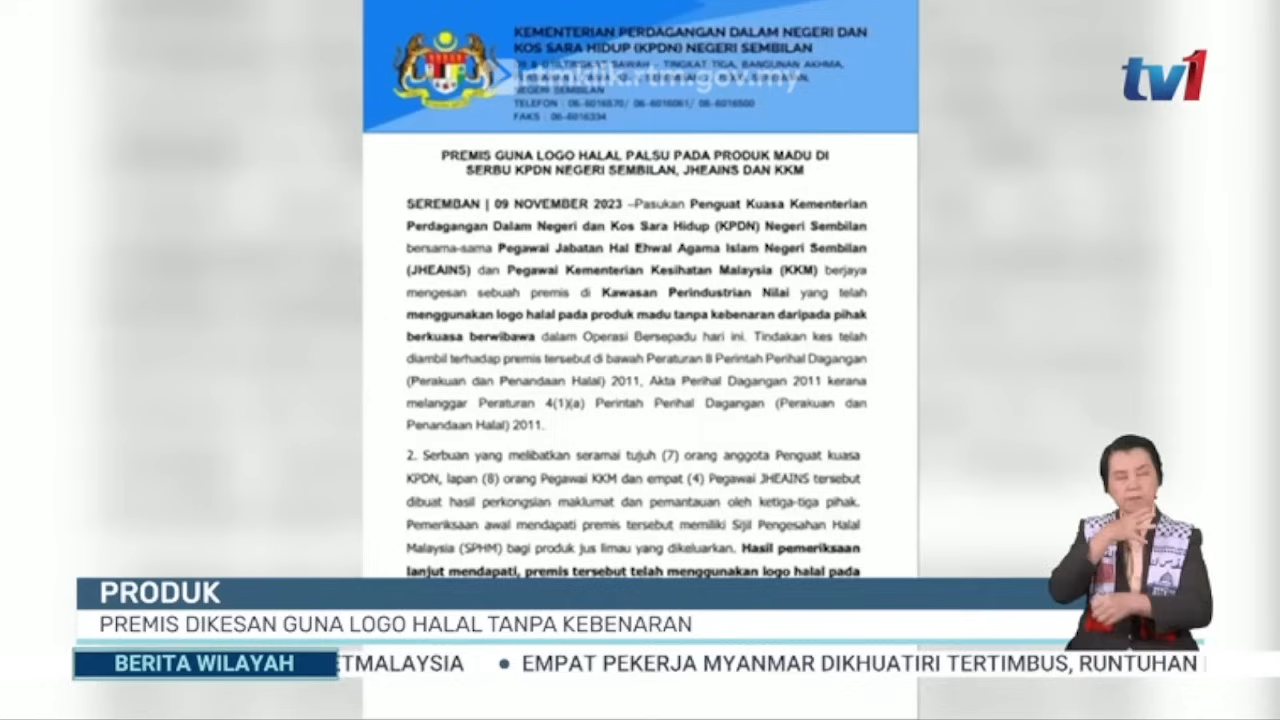 KEMENTERIAN PERDAGANGAN DALAM NEGERI DAN
KOS SARA HIDUP (KPDN) NEGERI SEMBILAN
TINGKAT TIGA, BANGUNAN AKHMA,
NEGERI SEMBILAN
TELEFON : 06-6016570/ 06-6016061/ 06-6016500
FAKS : 06-6016334
rtmklik.rtm.gov.my
tv1
PREMIS GUNA LOGO HALAL PALSU PADA PRODUK MADU DI
SERBU KPDN NEGERI SEMBILAN, JHEAINS DAN KKM
SEREMBAN | 09 NOVEMBER 2023 –Pasukan Penguat Kuasa Kementerian
Perdagangan Dalam Negeri dan Kos Sara Hidup (KPDN) Negeri Sembilan
bersama-sama Pegawai Jabatan Hal Ehwal Agama Islam Negeri Sembilan
(JHEAINS) dan Pegawai Kementerian Kesihatan Malaysia (KKM) berjaya
mengesan sebuah premis di Kawasan Perindustrian Nilai yang telah
menggunakan logo halal pada produk madu tanpa kebenaran daripada pihak
berkuasa berwibawa dalam Operasi Bersepadu hari ini. Tindakan kes telah
diambil terhadap premis tersebut di bawah Peraturan 8 Perintah Perihal Dagangan
(Perakuan dan Penandaan Halal) 2011, Akta Perihal Dagangan 2011 kerana
melanggar Peraturan 4(1)(a) Perintah Perihal Dagangan (Perakuan dan
Penandaan Halal) 2011.
2. Serbuan yang melibatkan seramai tujuh (7) orang anggota Penguat kuasa
KPDN, lapan (8) orang Pegawai KKM dan empat (4) Pegawai JHEAINS tersebut
dibuat hasil perkongsian maklumat dan pemantauan oleh ketiga-tiga pihak.
Pemeriksaan awal mendapati premis tersebut memiliki Sijil Pengesahan Halal
Malaysia (SPHM) bagi produk jus limau yang dikeluarkan. Hasil pemeriksaan
lanjut mendapati, premis tersebut telah menggunakan logo halal pada
PRODUK
PREMIS DIKESAN GUNA LOGO HALAL TANPA KEBENARAN
BERITA WILAYAH ETMALAYSIA • EMPAT PEKERJA MYANMAR DIKHUATIRI TERTIMBUS, RUNTUHAN